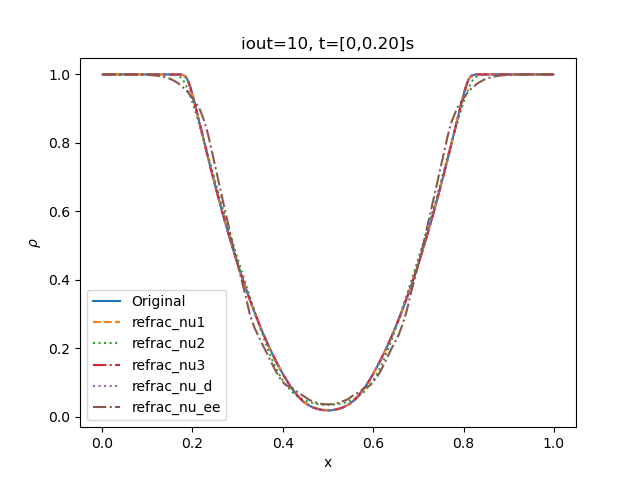 iout=10, t=[0,0.20]s
1.0
0.8
0.6
0.4
0.2
0.0
ρ
Original
refrac_nu1
refrac_nu2
refrac_nu3
refrac_nu_d
refrac_nu_ee
0.0 0.2 0.4 0.6 0.8 1.0
x